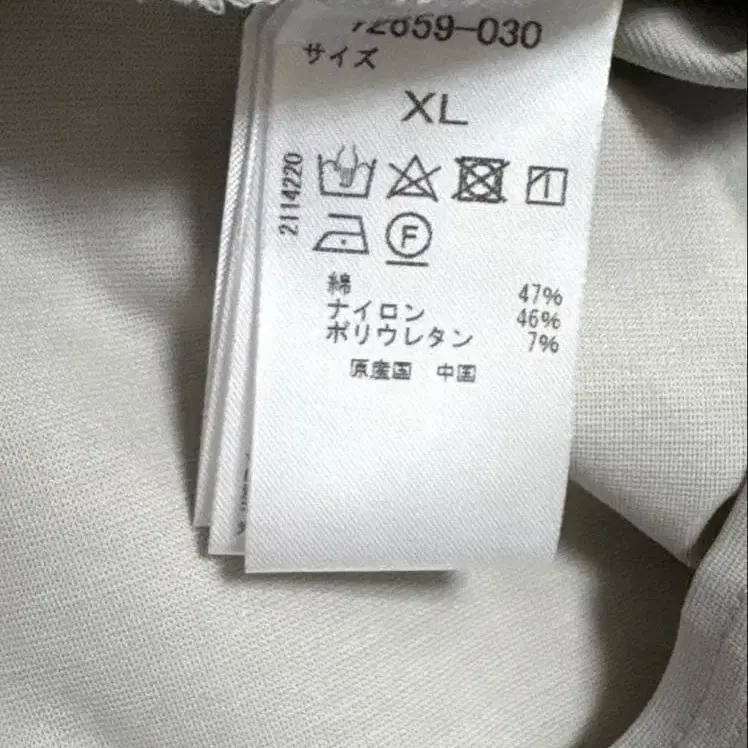 72659-030
サイズ
XL
2114220
F
綿 47%
ナイロン 46%
ポリウレタン 7%
原産国 中国